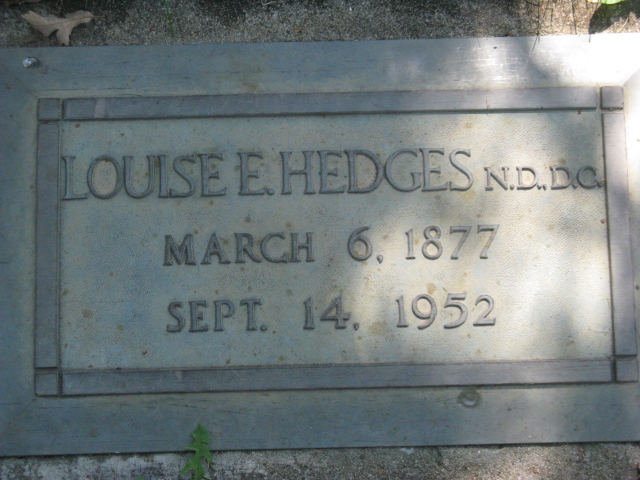 LOUISE E. HEDGES N.D., D.C.
MARCH 6, 1877
SEPT. 14, 1952